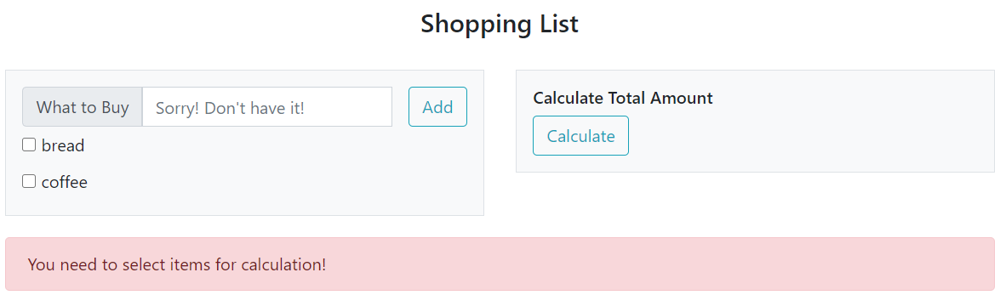 Shopping List
What to Buy
Sorry! Don't have it!
Add
bread
coffee
Calculate Total Amount
Calculate
You need to select items for calculation!